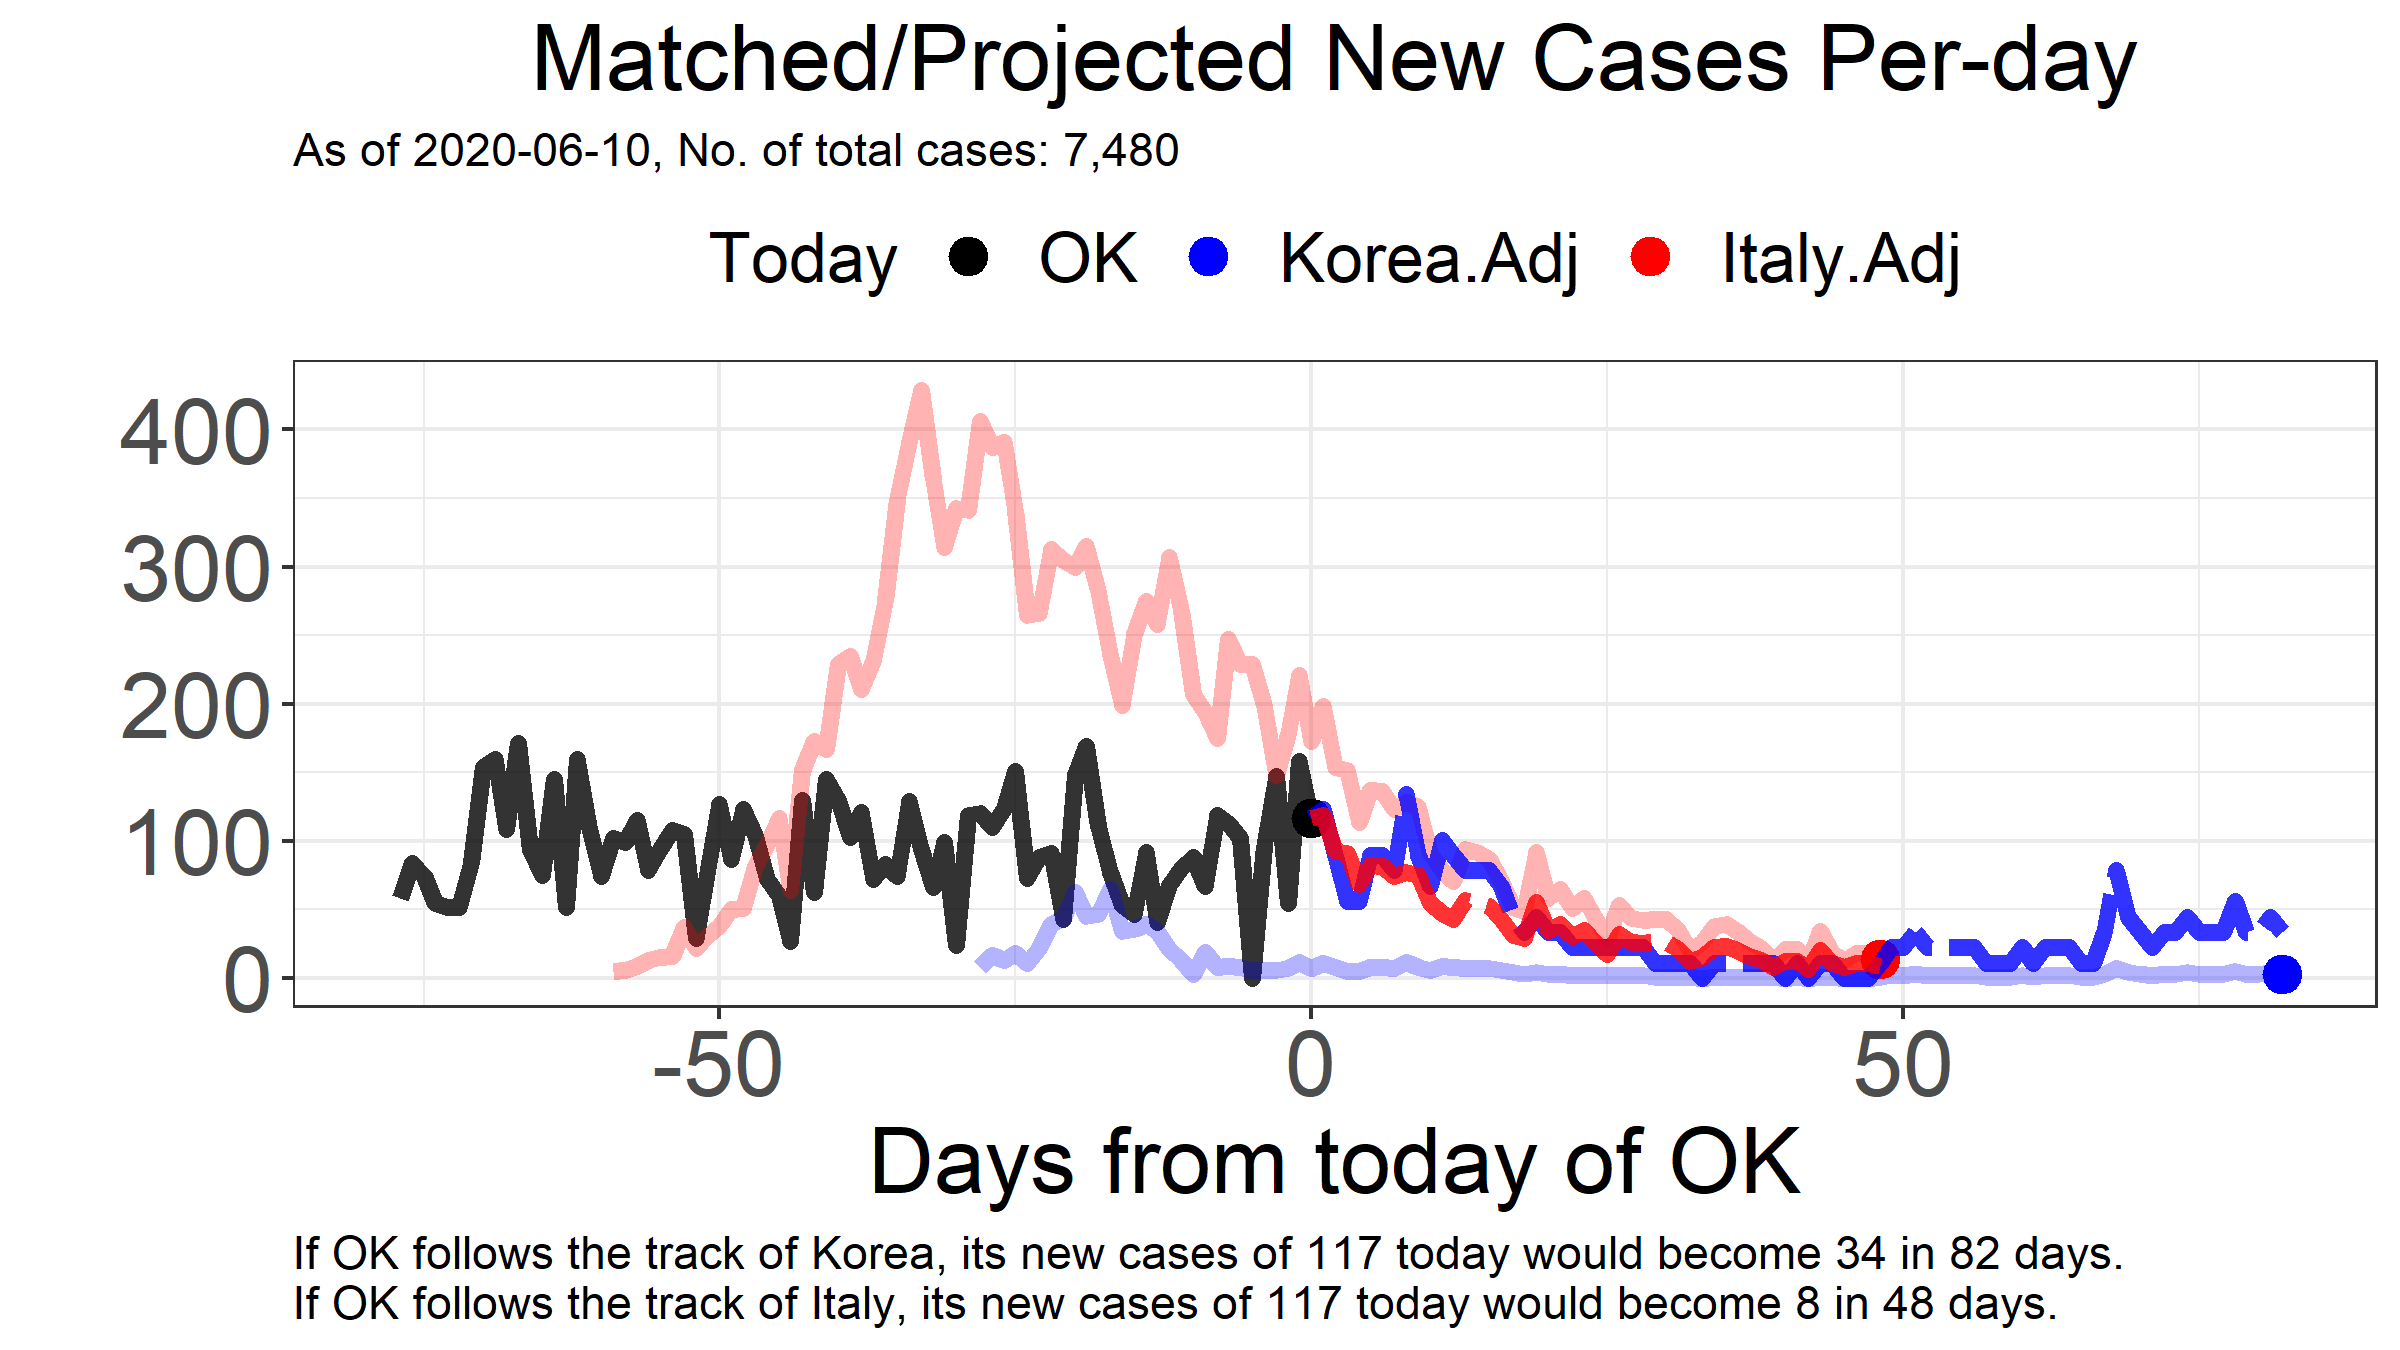 Matched/Projected New Cases Per-day
As of 2020-06-10, No. of total cases: 7,480
Today OK Korea.Adj Italy.Adj
400
300
200
100
0
-50 0 50
Days from today of OK
If OK follows the track of Korea, its new cases of 117 today would become 34 in 82 days.
If OK follows the track of Italy, its new cases of 117 today would become 8 in 48 days.